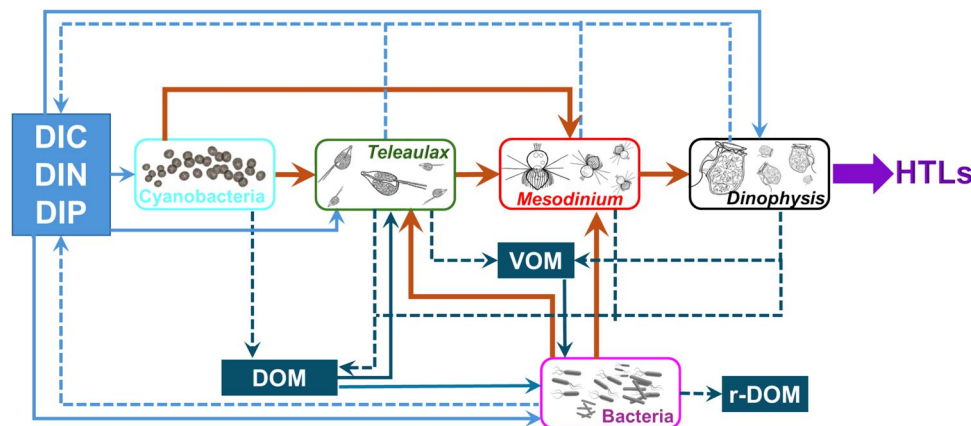 DIC
DIN
DIP
Cyanobacteria
Teleaulax
Mesodinium
Dinophysis
HTLs
VOM
DOM
Bacteria
r-DOM